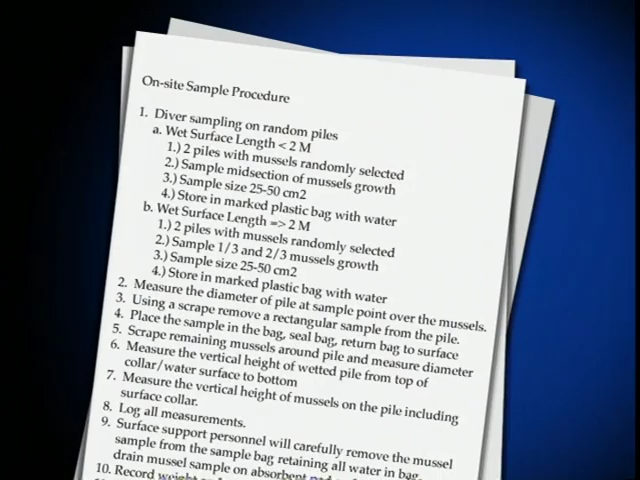 On-site Sample Procedure
1. Diver sampling on random piles
a. Wet Surface Length < 2 M
1.) 2 piles with mussels randomly selected
2.) Sample midsection of mussels growth
3.) Sample size 25-50 cm2
4.) Store in marked plastic bag with water
b. Wet Surface Length => 2 M
1.) 2 piles with mussels randomly selected
2.) Sample 1/3 and 2/3 mussels growth
3.) Sample size 25-50 cm2
4.) Store in marked plastic bag with water
2. Measure the diameter of pile at sample point over the mussels.
3. Using a scrape remove a rectangular sample from the pile.
4. Place the sample in the bag, seal bag, return bag to surface
5. Scrape remaining mussels around pile and measure diameter
6. Measure the vertical height of wetted pile from top of
collar/water surface to bottom
7. Measure the vertical height of mussels on the pile including
surface collar.
8. Log all measurements.
9. Surface support personnel will carefully remove the mussel
sample from the sample bag retaining all water in bag,
drain mussel sample on absorbent
10. Record weight